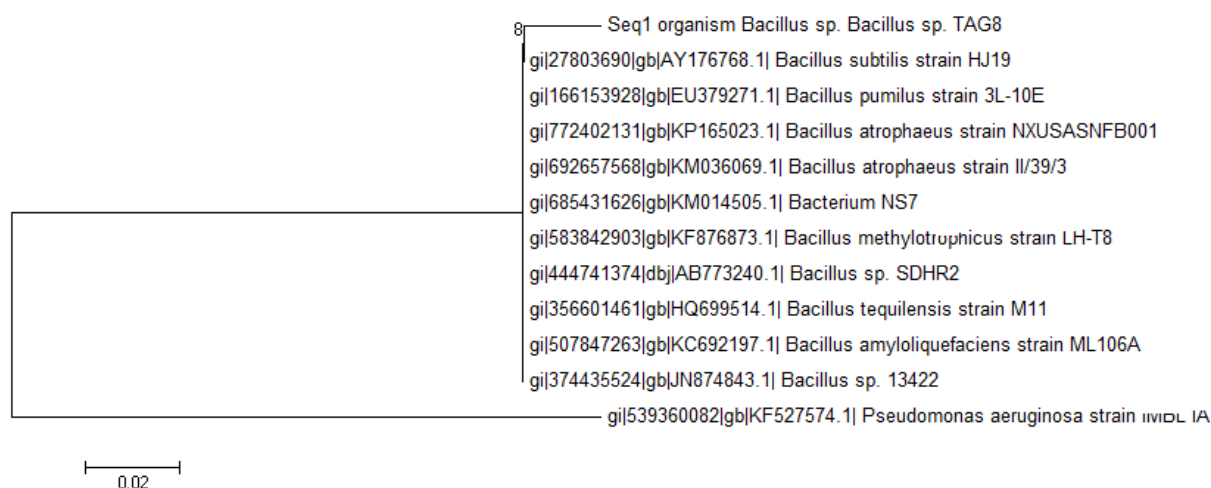 8
Seq1 organism Bacillus sp. Bacillus sp. TAG8
gi|27803690|gb|AY176768.1| Bacillus subtilis strain HJ19
gi|166153928|gb|EU379271.1| Bacillus pumilus strain 3L-10E
gi|772402131|gb|KP165023.1| Bacillus atrophaeus strain NXUSASNFB001
gi|692657568|gb|KM036069.1| Bacillus atrophaeus strain II/39/3
gi|685431626|gb|KM014505.1| Bacterium NS7
gi|583842903|gb|KF876873.1| Bacillus methylotrophicus strain LH-T8
gi|444741374|dbj|AB773240.1| Bacillus sp. SDHR2
gi|356601461|gb|HQ699514.1| Bacillus tequilensis strain M11
gi|507847263|gb|KC692197.1| Bacillus amyloliquefaciens strain ML106A
gi|374435524|gb|JN874843.1| Bacillus sp. 13422
gi|539360082|gb|KF527574.1| Pseudomonas aeruginosa strain
0.02